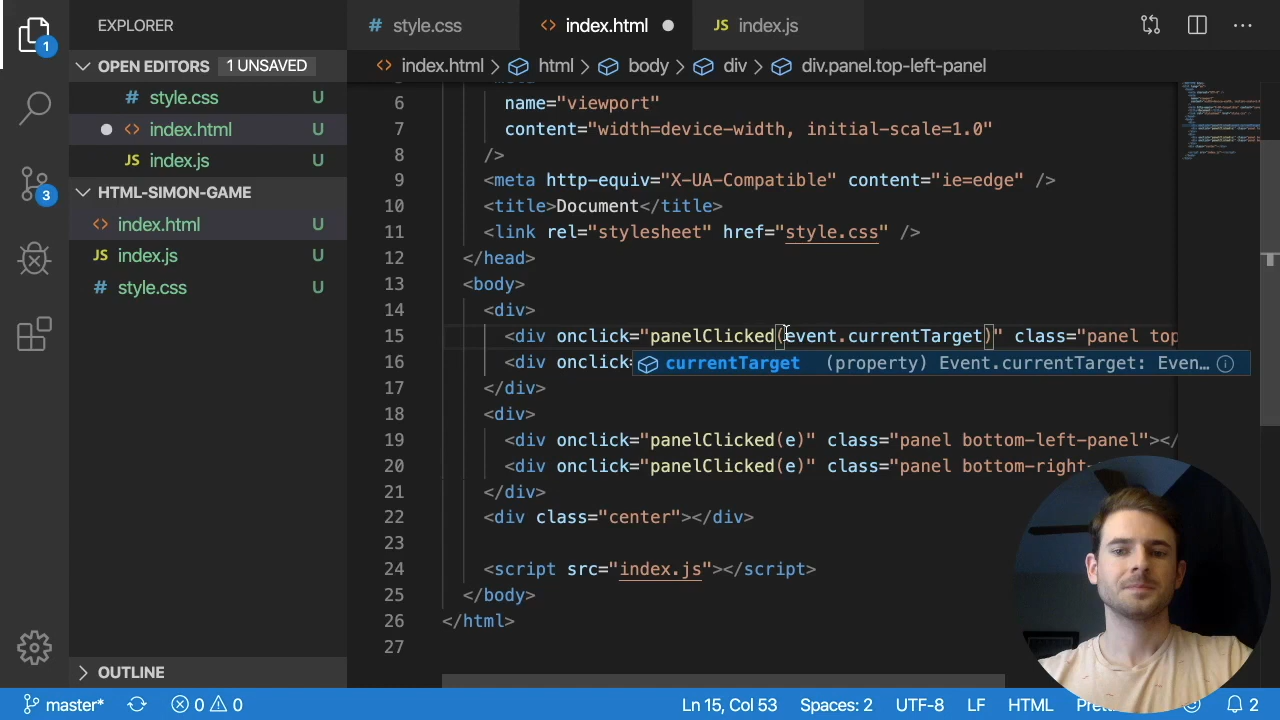 EXPLORER
# style.css
<> index.html
JS index.js
...
OPEN EDITORS 1 UNSAVED
<> index.html > html > body > div > div.panel.top-left-panel
1
# style.css U
<> index.html U
JS index.js U
HTML-SIMON-GAME
3
<> index.html U
JS index.js U
# style.css U
OUTLINE
6 name="viewport"
7 content="width=device-width, initial-scale=1.0"
8 />
9 <meta http-equiv="X-UA-Compatible" content="ie=edge" />
10 <title>Document</title>
11 <link rel="stylesheet" href="style.css" />
12 </head>
13 <body>
14 <div>
15 <div onclick="panelClicked(event.currentTarget)" class="panel top
16 <div onclick=
currentTarget (property) Event.currentTarget: Even...
17 </div>
18 <div>
19 <div onclick="panelClicked(e)" class="panel bottom-left-panel"></
20 <div onclick="panelClicked(e)" class="panel bottom-right-
21 </div>
22 <div class="center"></div>
23
24 <script src="index.js"></script>
25 </body>
26 </html>
27
master* 0 0 Ln 15, Col 53 Spaces: 2 UTF-8 LF HTML 2